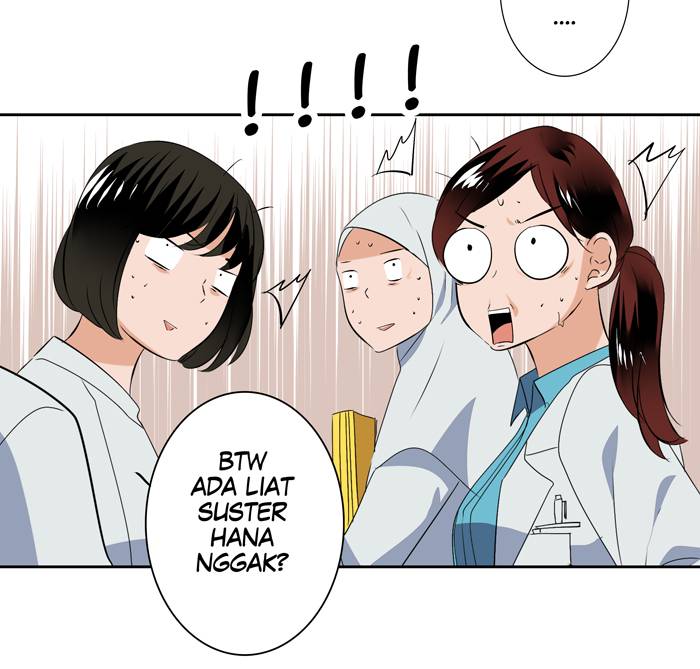 ....
! ! ! !
BTW
ADA LIAT
SUSTER
HANA
NGGAK?